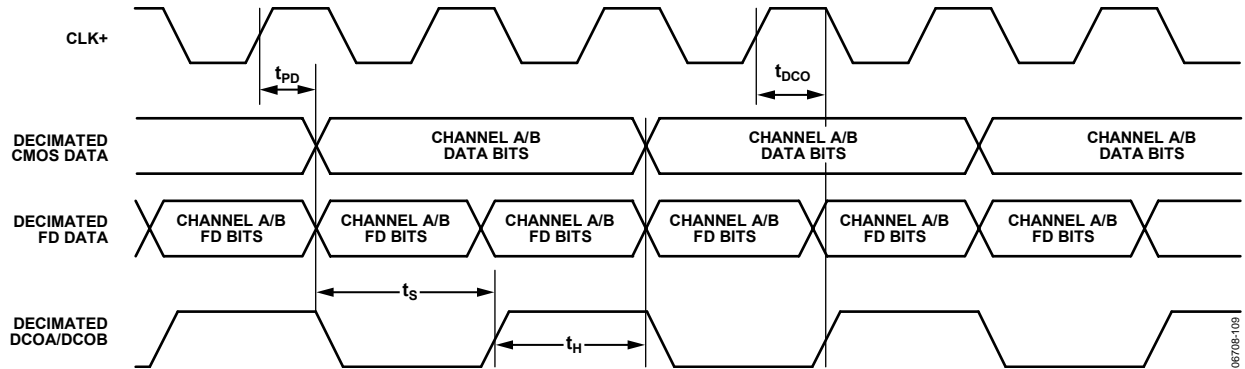 CLK+
tPD
tDCO
DECIMATED
CMOS DATA
CHANNEL A/B
DATA BITS
CHANNEL A/B
DATA BITS
CHANNEL A/B
DATA BITS
DECIMATED
FD DATA
CHANNEL A/B
FD BITS
CHANNEL A/B
FD BITS
CHANNEL A/B
FD BITS
CHANNEL A/B
FD BITS
CHANNEL A/B
FD BITS
CHANNEL A/B
FD BITS
tS
DECIMATED
DCOA/DCOB
tH
06708-109